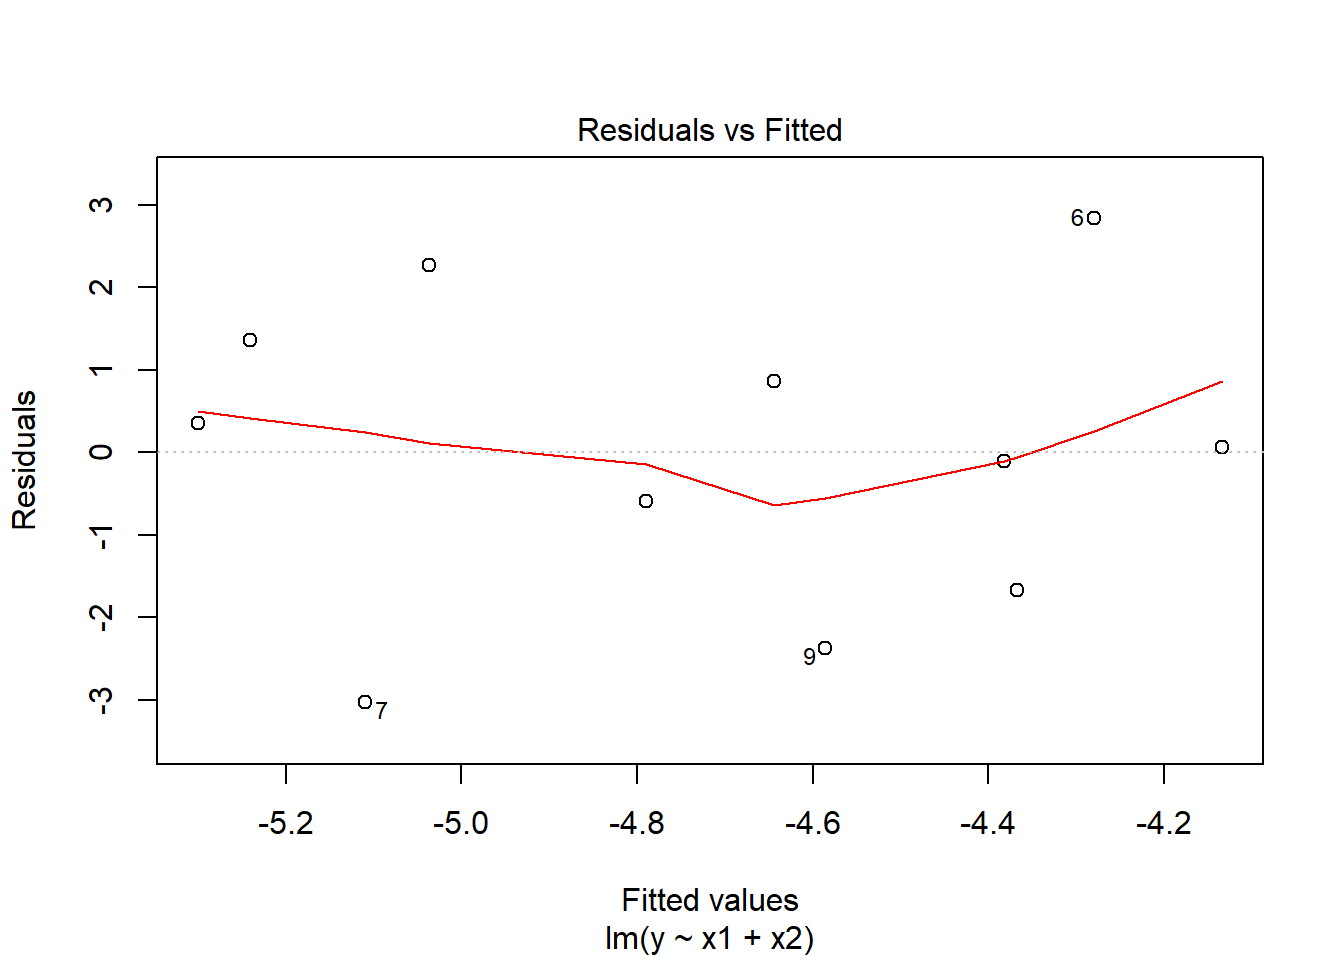 Residuals vs Fitted
3
2
1
0
-1
-2
-3
Residuals
6
9
7
-5.2 -5.0 -4.8 -4.6 -4.4 -4.2
Fitted values
lm(y ~ x1 + x2)